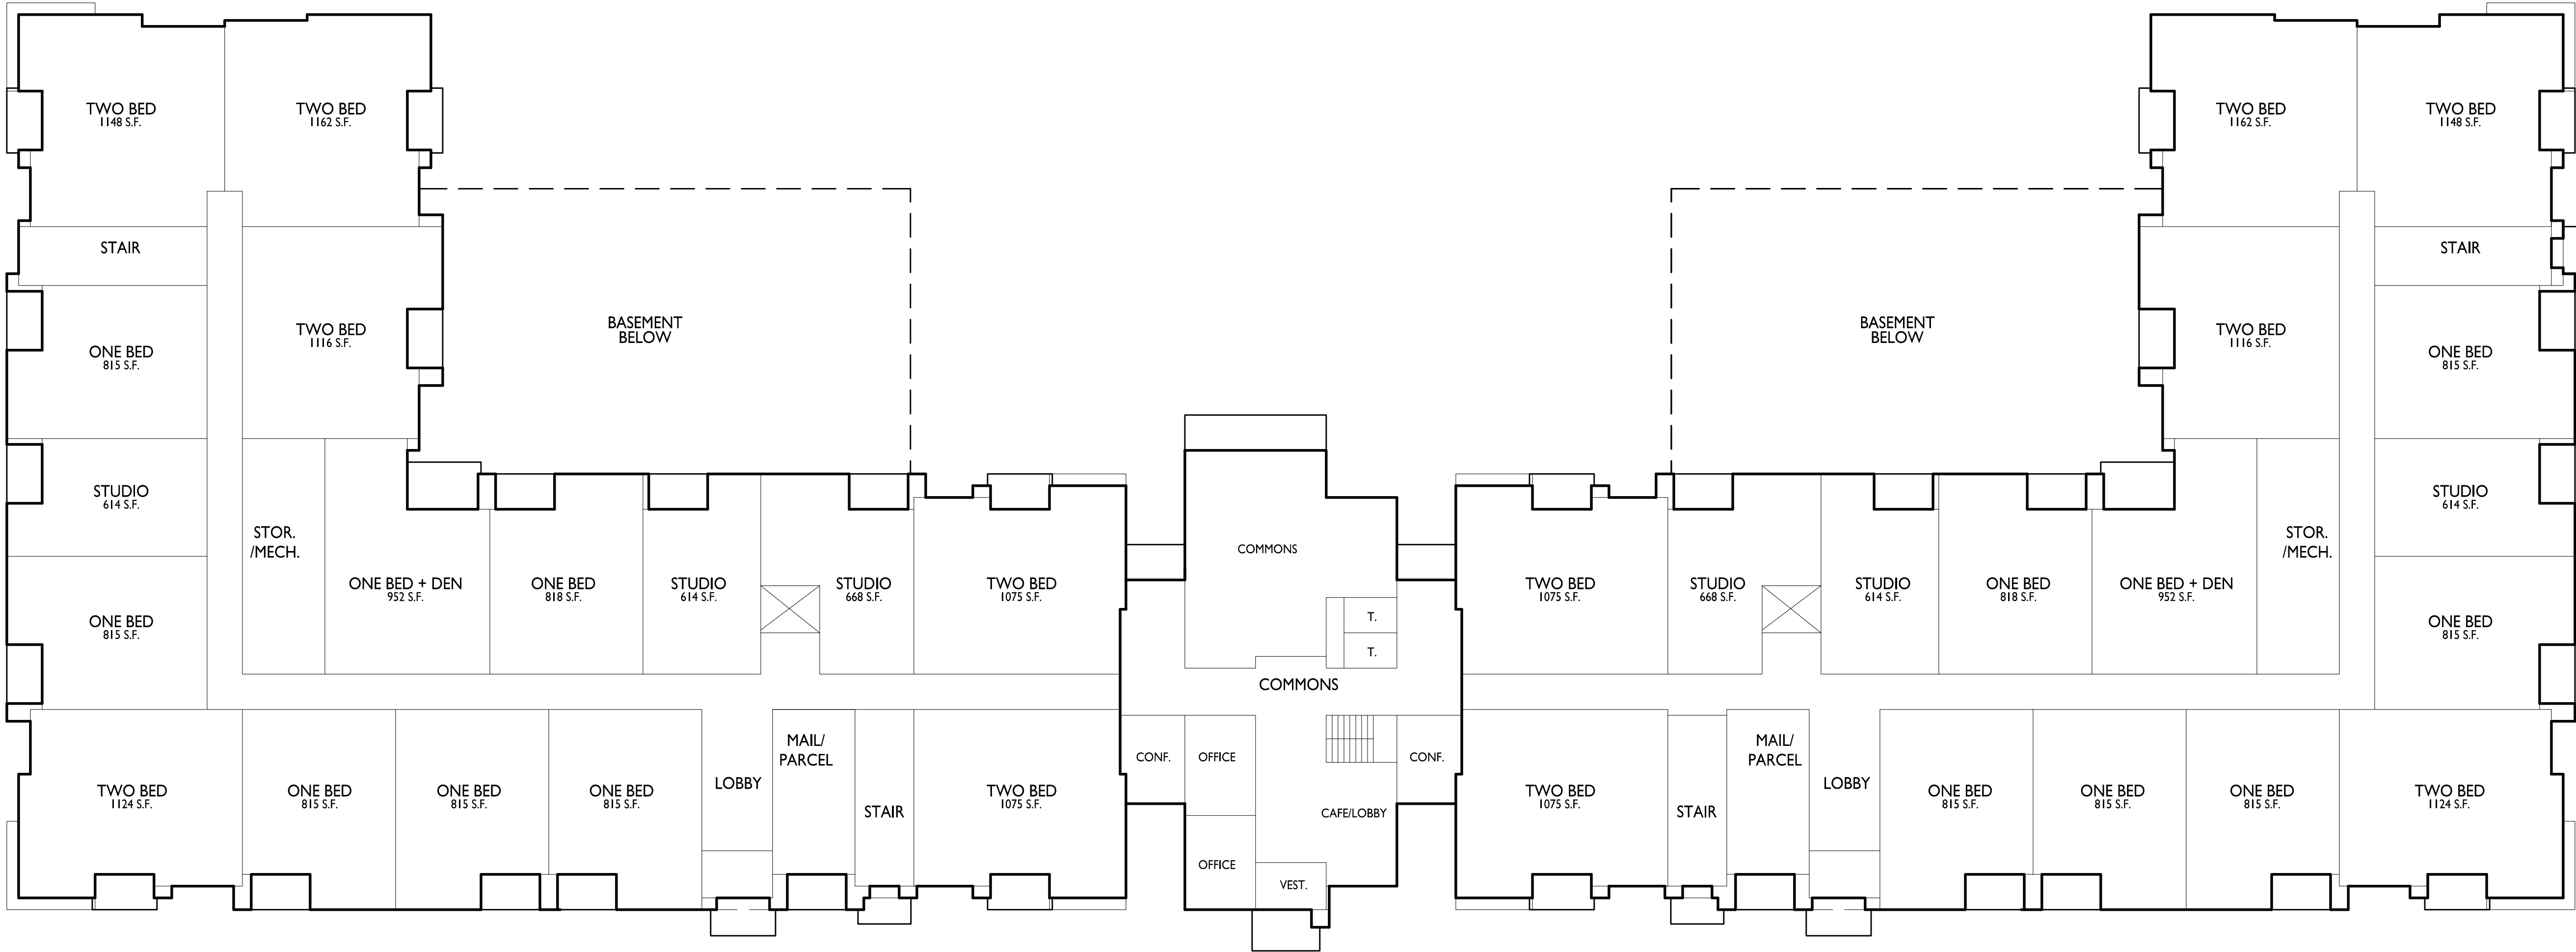 TWO BED
1148 S.F.
TWO BED
1162 S.F.
TWO BED
1162 S.F.
TWO BED
1148 S.F.
STAIR
STAIR
BASEMENT
BELOW
BASEMENT
BELOW
TWO BED
1116 S.F.
TWO BED
1116 S.F.
ONE BED
815 S.F.
ONE BED
815 S.F.
STUDIO
614 S.F.
STUDIO
614 S.F.
STOR.
/MECH.
STOR.
/MECH.
COMMONS
ONE BED + DEN
952 S.F.
ONE BED
818 S.F.
STUDIO
614 S.F.
STUDIO
668 S.F.
TWO BED
1075 S.F.
TWO BED
1075 S.F.
STUDIO
668 S.F.
STUDIO
614 S.F.
ONE BED
818 S.F.
ONE BED + DEN
952 S.F.
ONE BED
815 S.F.
T.
T.
ONE BED
815 S.F.
COMMONS
MAIL/
PARCEL
MAIL/
PARCEL
CONF.
OFFICE
CONF.
LOBBY
LOBBY
TWO BED
1124 S.F.
ONE BED
815 S.F.
ONE BED
815 S.F.
ONE BED
815 S.F.
STAIR
TWO BED
1075 S.F.
CAFE/LOBBY
TWO BED
1075 S.F.
STAIR
ONE BED
815 S.F.
ONE BED
815 S.F.
ONE BED
815 S.F.
TWO BED
1124 S.F.
OFFICE
VEST.